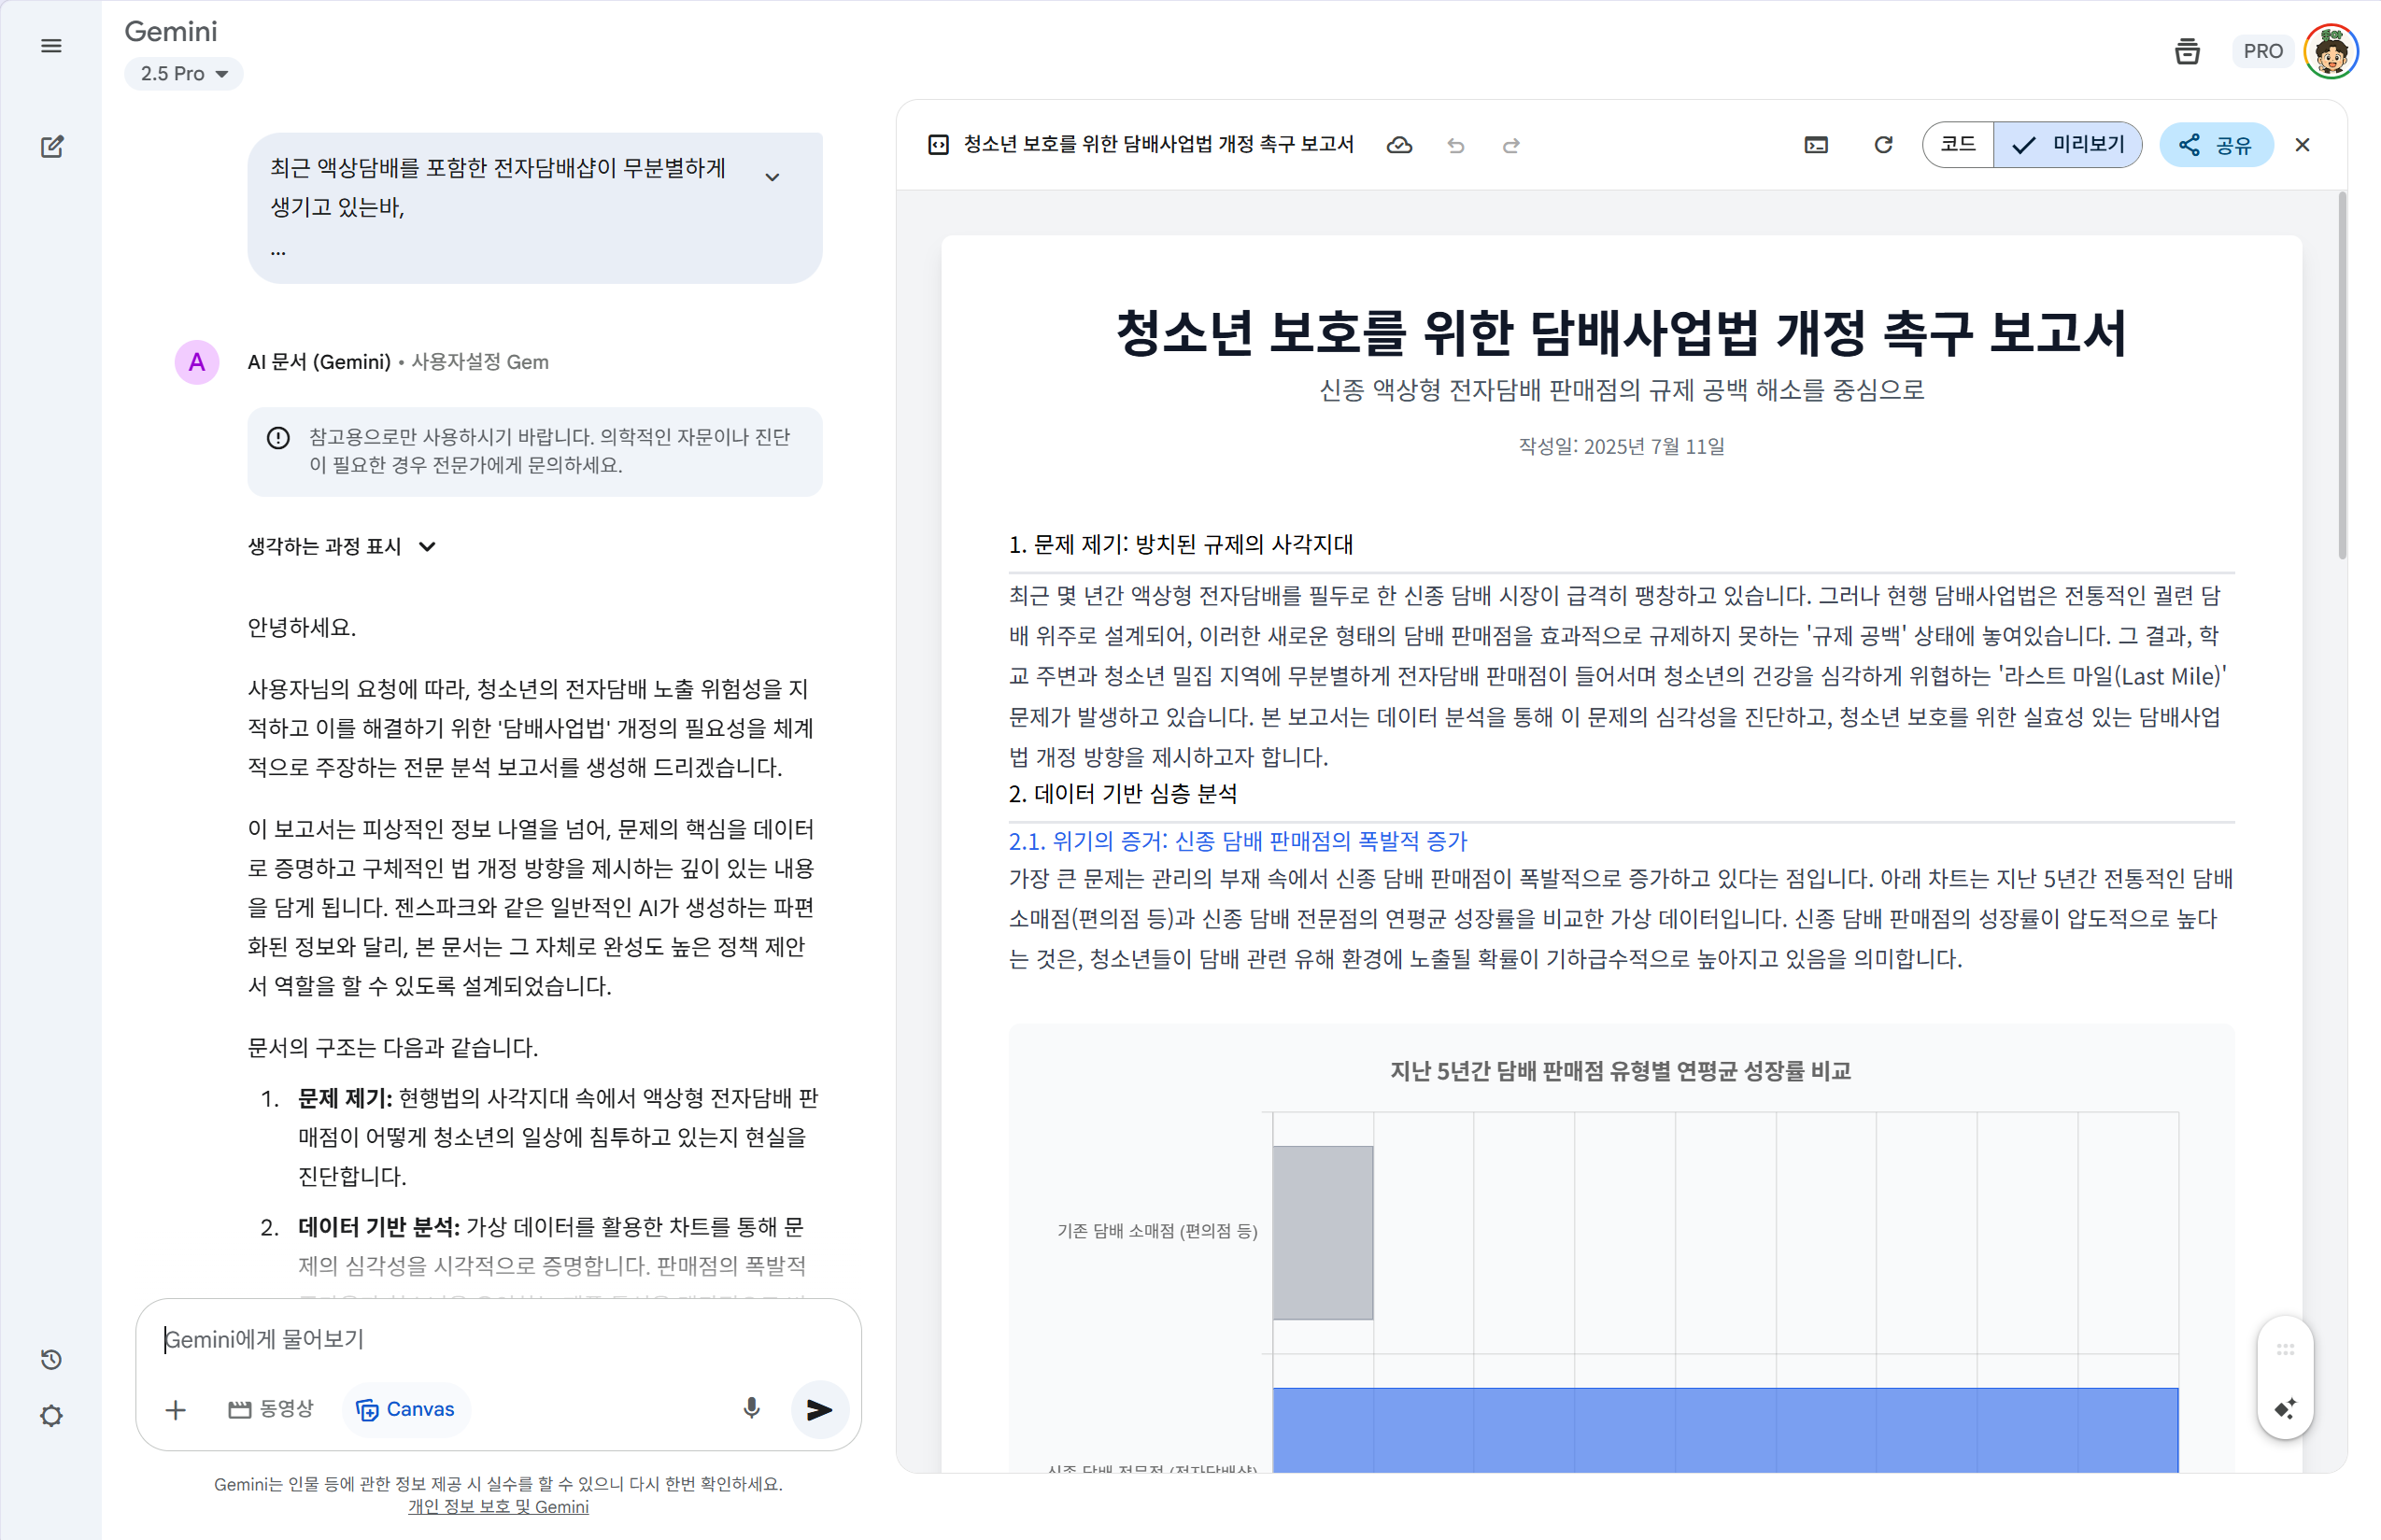 Gemini
2.5 Pro
PRO
좋아
최근 액상담배를 포함한 전자담배샵이 무분별하게
생기고 있는바,
...
A
AI 문서 (Gemini) • 사용자설정 Gem
참고용으로만 사용하시기 바랍니다. 의학적인 자문이나 진단
이 필요한 경우 전문가에게 문의하세요.
생각하는 과정 표시
안녕하세요.
사용자님의 요청에 따라, 청소년의 전자담배 노출 위험성을 지
적하고 이를 해결하기 위한 '담배사업법' 개정의 필요성을 체계
적으로 주장하는 전문 분석 보고서를 생성해 드리겠습니다.
이 보고서는 피상적인 정보 나열을 넘어, 문제의 핵심을 데이터
로 증명하고 구체적인 법 개정 방향을 제시하는 깊이 있는 내용
을 담게 됩니다. 젠스파크와 같은 일반적인 AI가 생성하는 파편
화된 정보와 달리, 본 문서는 그 자체로 완성도 높은 정책 제안
서 역할을 할 수 있도록 설계되었습니다.
문서의 구조는 다음과 같습니다.
1. 문제 제기: 현행법의 사각지대 속에서 액상형 전자담배 판
매점이 어떻게 청소년의 일상에 침투하고 있는지 현실을
진단합니다.
2. 데이터 기반 분석: 가상 데이터를 활용한 차트를 통해 문
제의 심각성을 시각적으로 증명합니다. 판매점의 폭발적
Gemini에게 물어보기
동영상
Canvas
Gemini는 인물 등에 관한 정보 제공 시 실수를 할 수 있으니 다시 한번 확인하세요.
개인 정보 보호 및 Gemini
청소년 보호를 위한 담배사업법 개정 촉구 보고서
코드
미리보기
공유
청소년 보호를 위한 담배사업법 개정 촉구 보고서
신종 액상형 전자담배 판매점의 규제 공백 해소를 중심으로
작성일: 2025년 7월 11일
1. 문제 제기: 방치된 규제의 사각지대
최근 몇 년간 액상형 전자담배를 필두로 한 신종 담배 시장이 급격히 팽창하고 있습니다. 그러나 현행 담배사업법은 전통적인 궐련 담
배 위주로 설계되어, 이러한 새로운 형태의 담배 판매점을 효과적으로 규제하지 못하는 '규제 공백' 상태에 놓여있습니다. 그 결과, 학
교 주변과 청소년 밀집 지역에 무분별하게 전자담배 판매점이 들어서며 청소년의 건강을 심각하게 위협하는 '라스트 마일(Last Mile)'
문제가 발생하고 있습니다. 본 보고서는 데이터 분석을 통해 이 문제의 심각성을 진단하고, 청소년 보호를 위한 실효성 있는 담배사업
법 개정 방향을 제시하고자 합니다.
2. 데이터 기반 심층 분석
2.1. 위기의 증거: 신종 담배 판매점의 폭발적 증가
가장 큰 문제는 관리의 부재 속에서 신종 담배 판매점이 폭발적으로 증가하고 있다는 점입니다. 아래 차트는 지난 5년간 전통적인 담배
소매점(편의점 등)과 신종 담배 전문점의 연평균 성장률을 비교한 가상 데이터입니다. 신종 담배 판매점의 성장률이 압도적으로 높다
는 것은, 청소년들이 담배 관련 유해 환경에 노출될 확률이 기하급수적으로 높아지고 있음을 의미합니다.
지난 5년간 담배 판매점 유형별 연평균 성장률 비교
기존 담배 소매점 (편의점 등)
신종 담배 전문점 (전자담배샵)